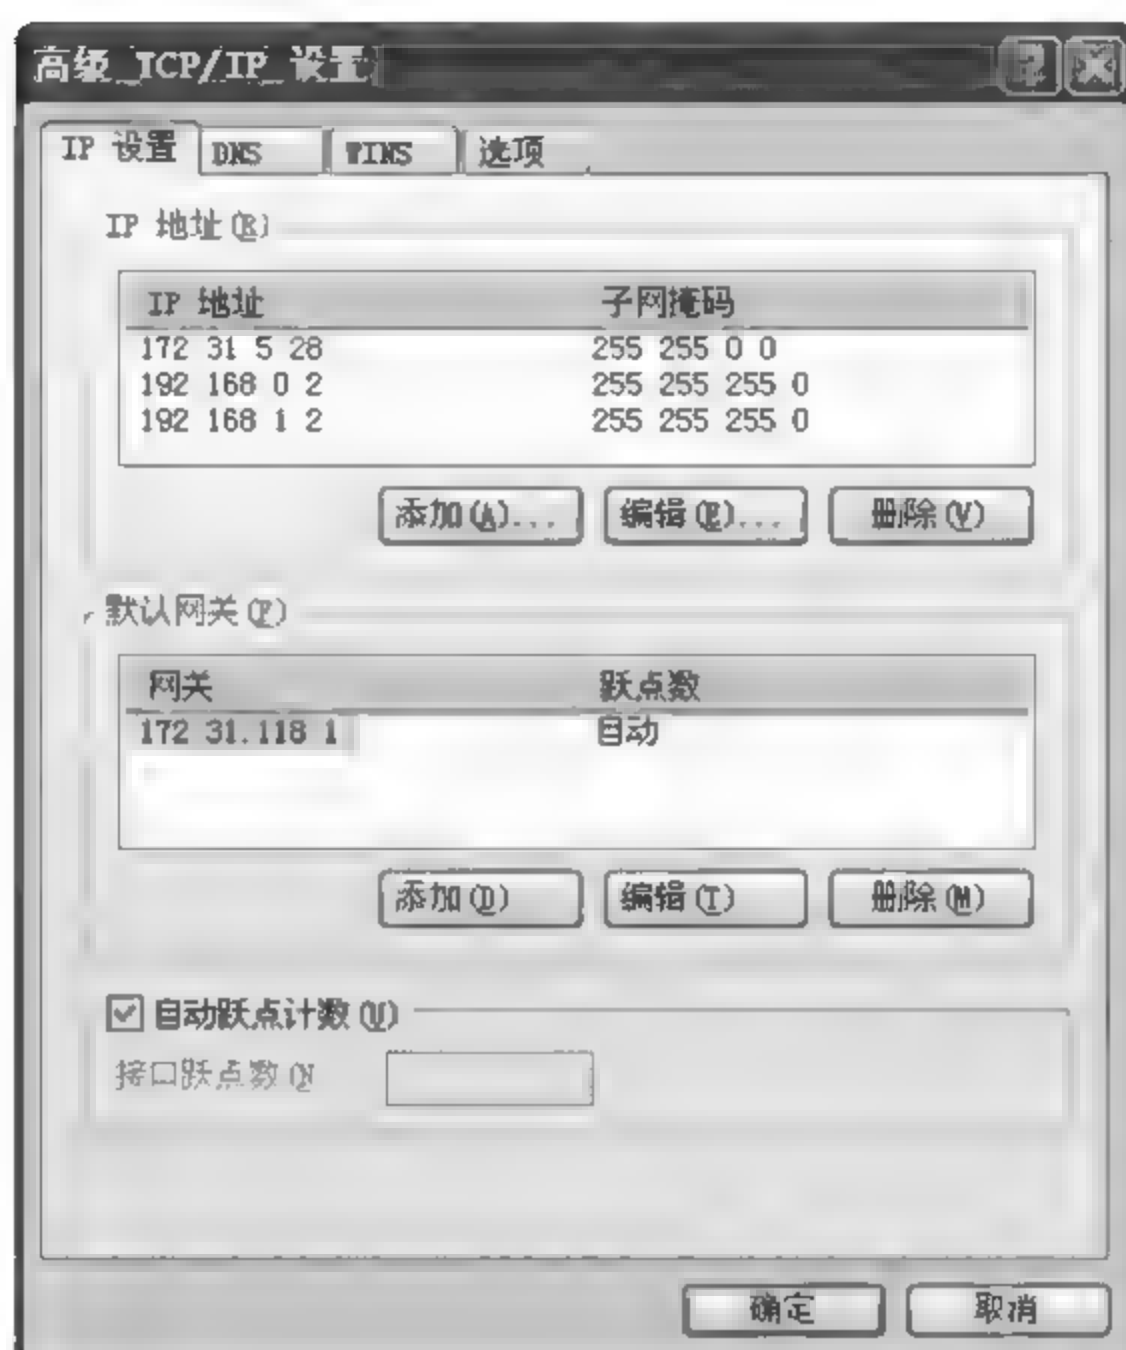 高级 TCP/IP 设置
IP 设置 DNS WINS 选项
IP 地址(R)
IP 地址 子网掩码
172 31 5 28 255 255 0 0
192 168 0 2 255 255 255 0
192 168 1 2 255 255 255 0
添加(A)... 编辑(E)... 删除(V)
默认网关(F)
网关 跃点数
172 31.118 1 自动
添加(D) 编辑(T) 删除(M)
自动跃点计数(U)
接口跃点数(N
确定 取消